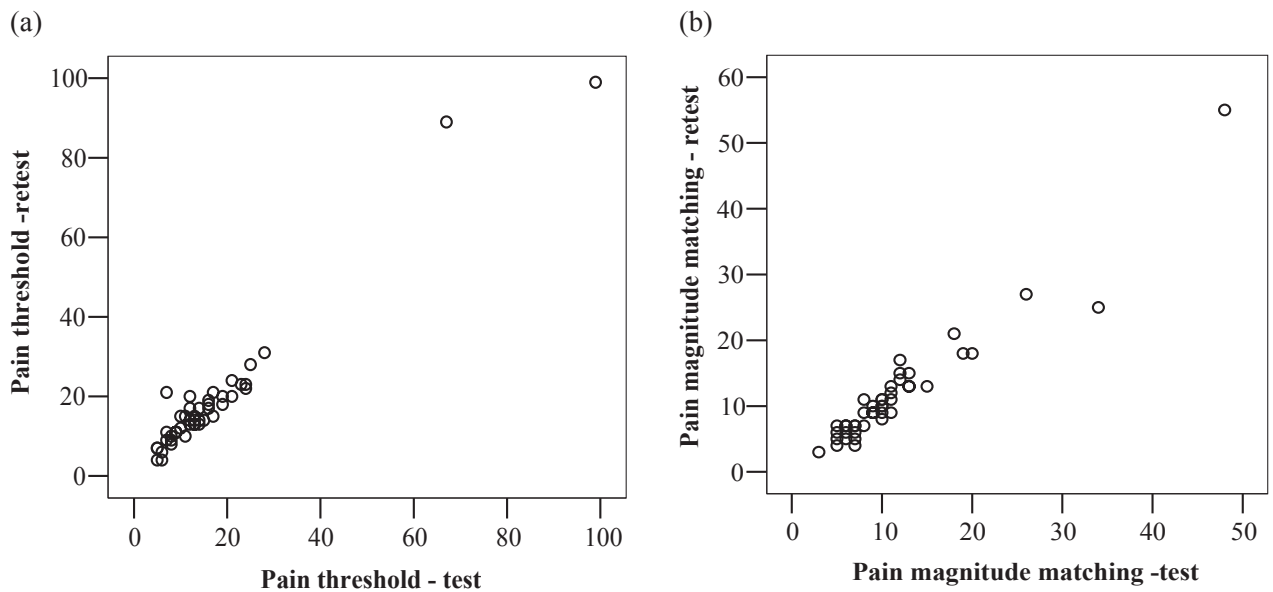 (a)
100
80
60
40
20
0
Pain threshold -retest
0 20 40 60 80 100
Pain threshold - test
(b)
60
50
40
30
20
10
0
Pain magnitude matching - retest
0 10 20 30 40 50
Pain magnitude matching -test